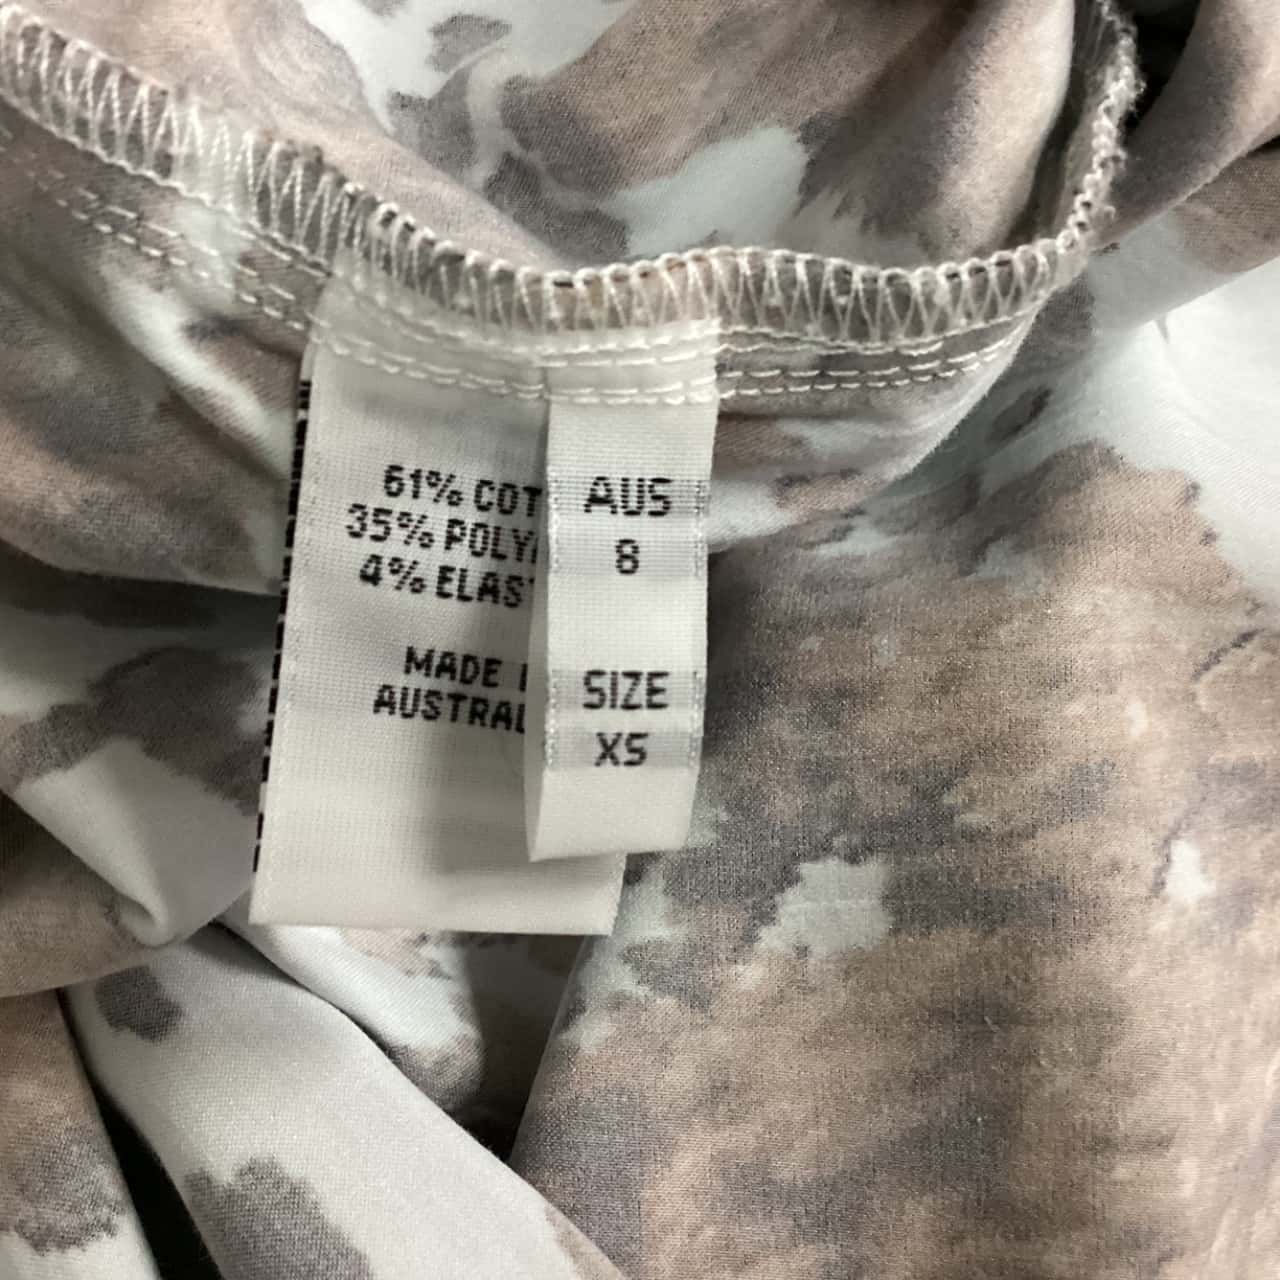 61% COT
35% POLY
4% ELAS
MADE
AUSTRAL
AUS
8
SIZE
XS